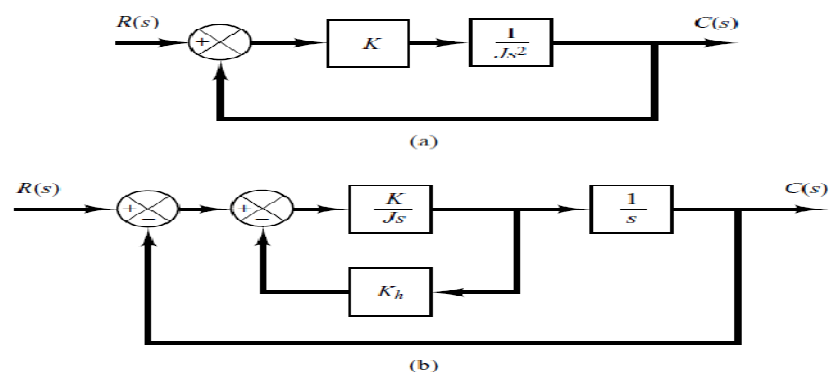 R(s)
C(s)
+
K
1
Js²
(a)
R(s)
C(s)
+
−
+
−
K
Js
1
s
K_h
(b)